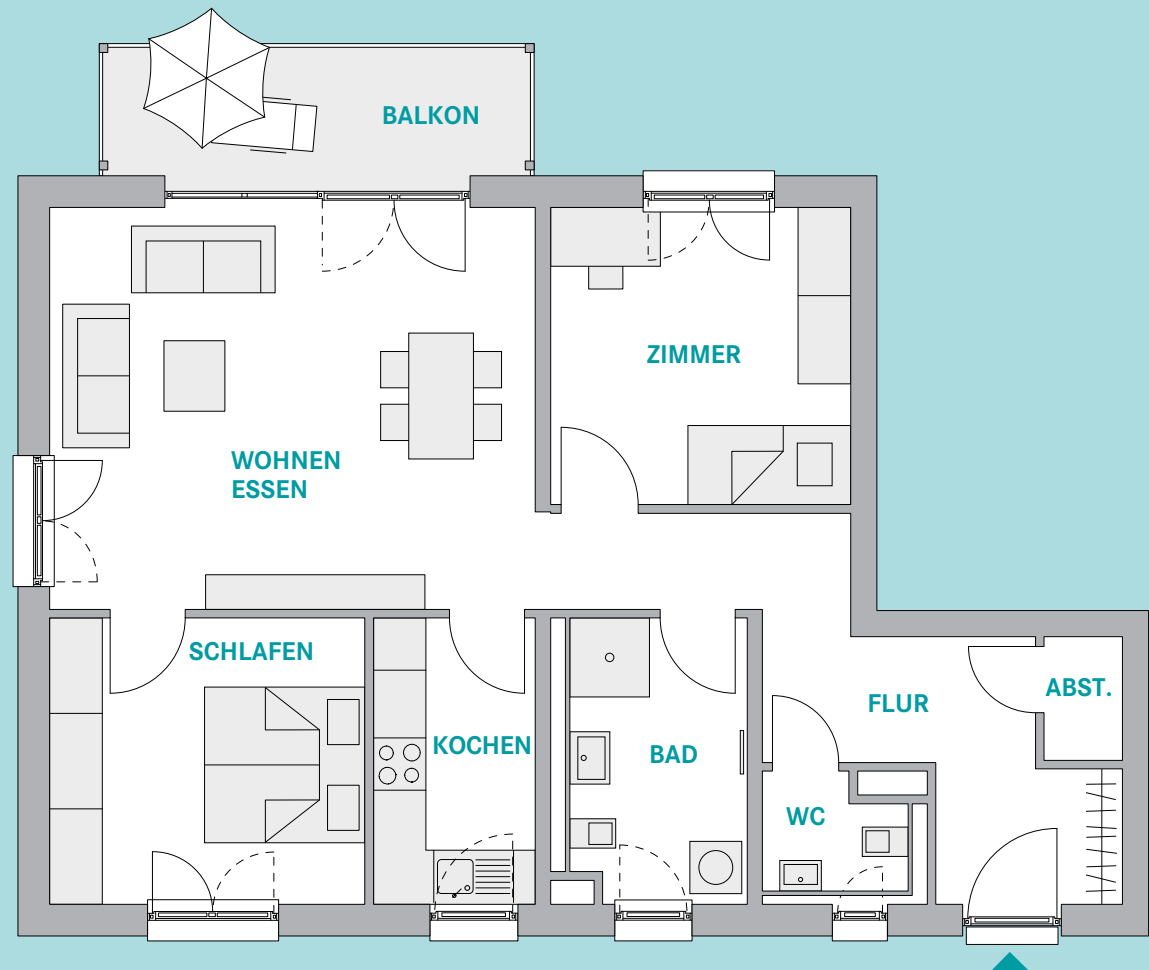 BALKON
ZIMMER
WOHNEN
ESSEN
SCHLAFEN
KOCHEN
BAD
WC
FLUR
ABST.